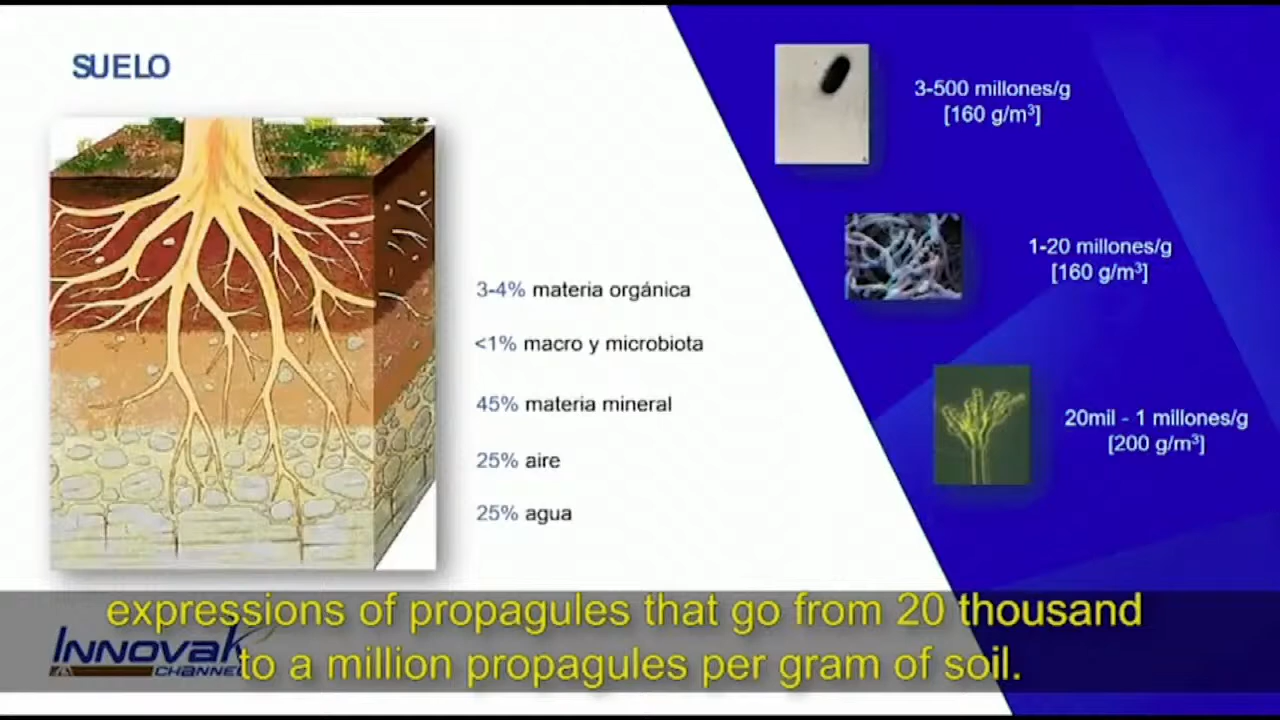 SUELO
3-4% materia orgánica
<1% macro y microbiota
45% materia mineral
25% aire
25% agua
3-500 millones/g
[160 g/m³]
1-20 millones/g
[160 g/m³]
20mil - 1 millones/g
[200 g/m³]
expressions of propagules that go from 20 thousand
to a million propagules per gram of soil.
INNOVAK
CHANNEL